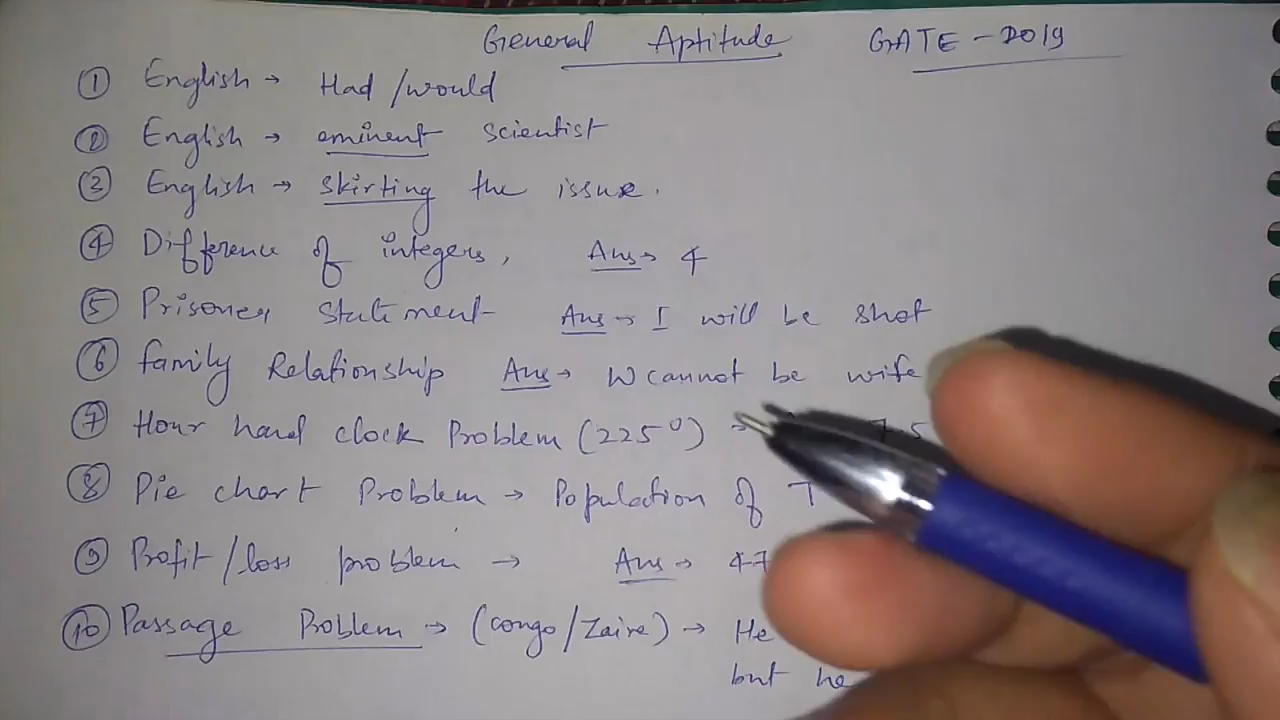 General Aptitude GATE - 2019
① English → Had /would
② English → eminent scientist
③ English → skirting the issue.
④ Difference of integers, Ans → 4
⑤ Prisoner Statement Ans → I will be shot
⑥ family Relationship Ans → W cannot be wife
⑦ Hour hand clock Problem (225°) → 7.5
⑧ Pie chart Problem → Population of T
⑨ Profit/loss problem → Ans →
⑩ Passage Problem → (congo/Zaire) → He
but he